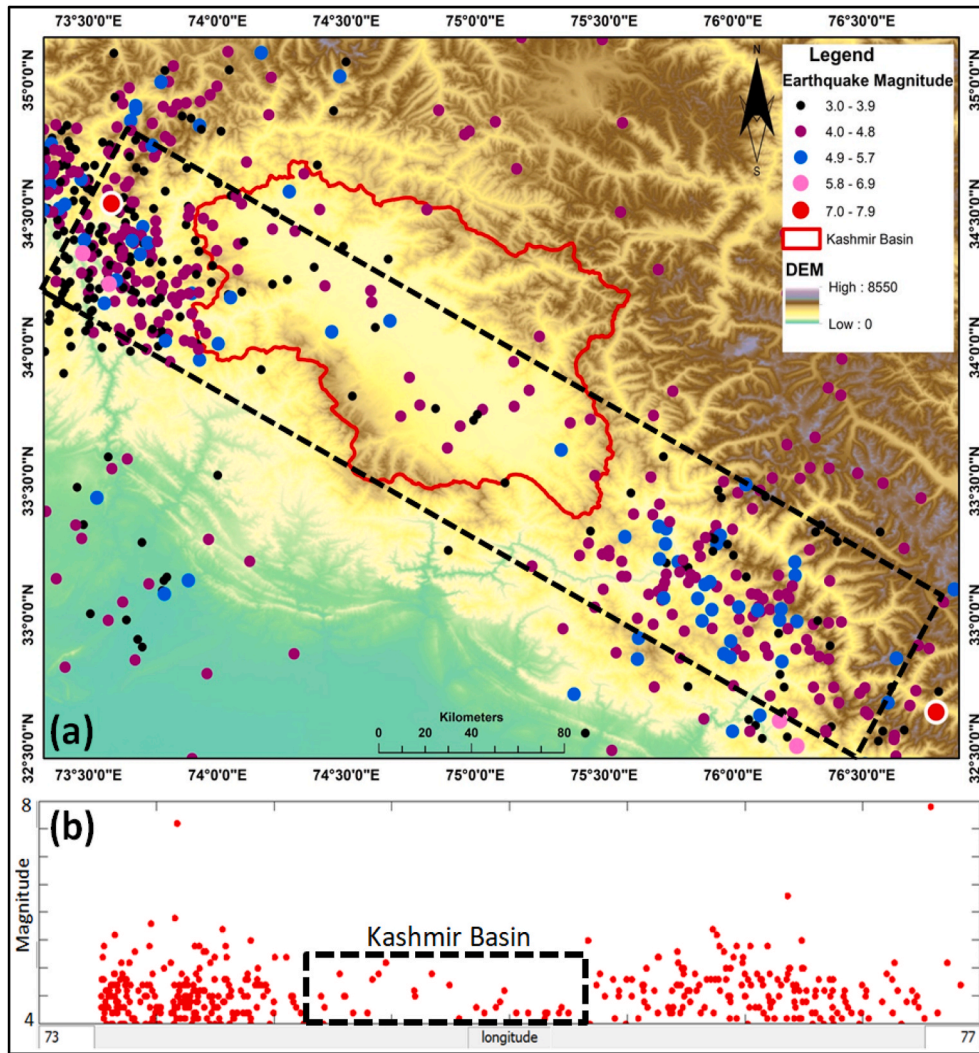 73°30'0"E 74°0'0"E 74°30'0"E 75°0'0"E 75°30'0"E 76°0'0"E 76°30'0"E
35°0'0"N
34°30'0"N
34°0'0"N
33°30'0"N
33°0'0"N
32°30'0"N
N
S
Legend
Earthquake Magnitude
3.0 - 3.9
4.0 - 4.8
4.9 - 5.7
5.8 - 6.9
7.0 - 7.9
Kashmir Basin
DEM
High : 8550
Low : 0
35°0'0"N
34°30'0"N
34°0'0"N
33°30'0"N
33°0'0"N
32°30'0"N
(a)
Kilometers
0 20 40 60 80
73°30'0"E 74°0'0"E 74°30'0"E 75°0'0"E 75°30'0"E 76°0'0"E 76°30'0"E
8
(b)
Magnitude
Kashmir Basin
4
73 longitude 77